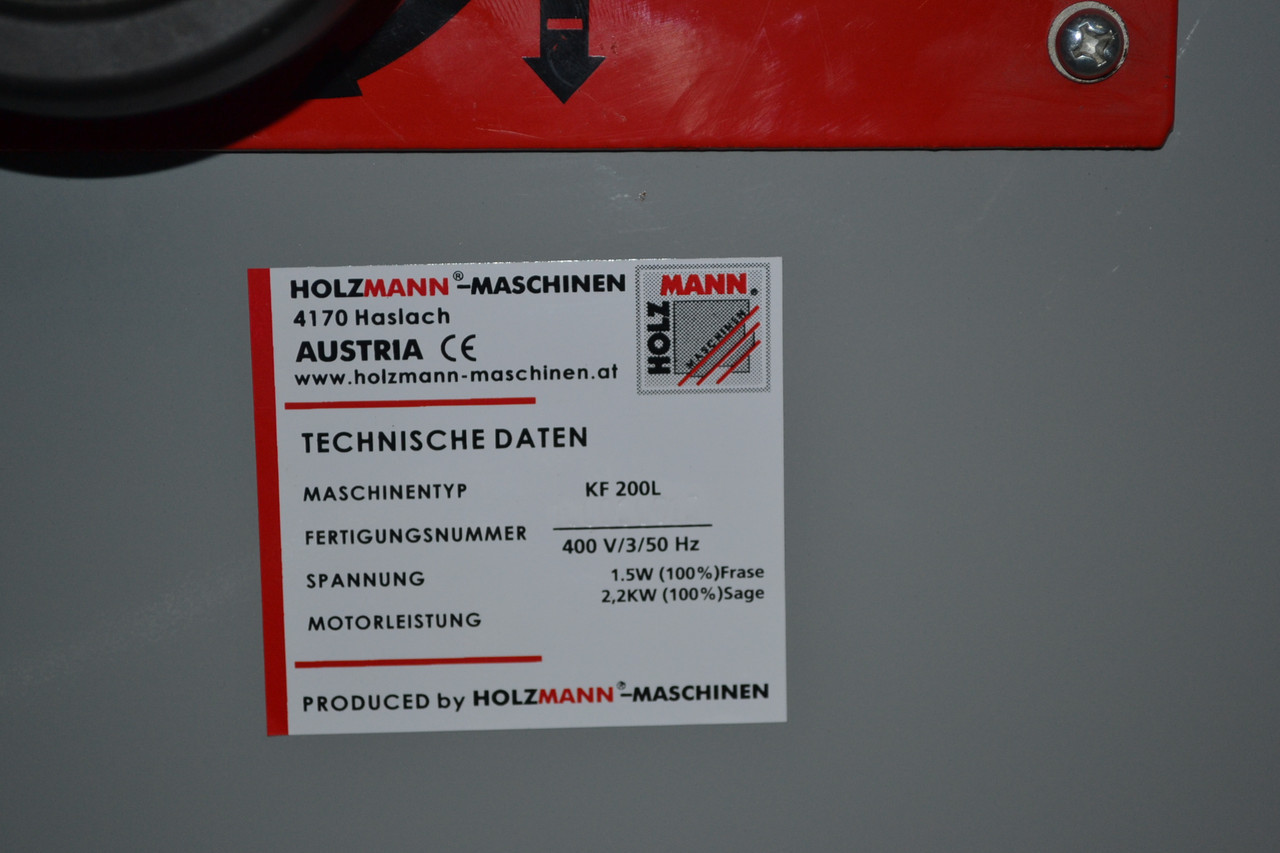 HOLZMANN®-MASCHINEN
4170 Haslach
AUSTRIA CE
www.holzmann-maschinen.at
MANN®
HOLZ
MASCHINEN
TECHNISCHE DATEN
MASCHINENTYP KF 200L
FERTIGUNGSNUMMER
400 V/3/50 Hz
SPANNUNG 1.5W (100%)Frase
2,2KW (100%)Sage
MOTORLEISTUNG
PRODUCED by HOLZMANN®-MASCHINEN